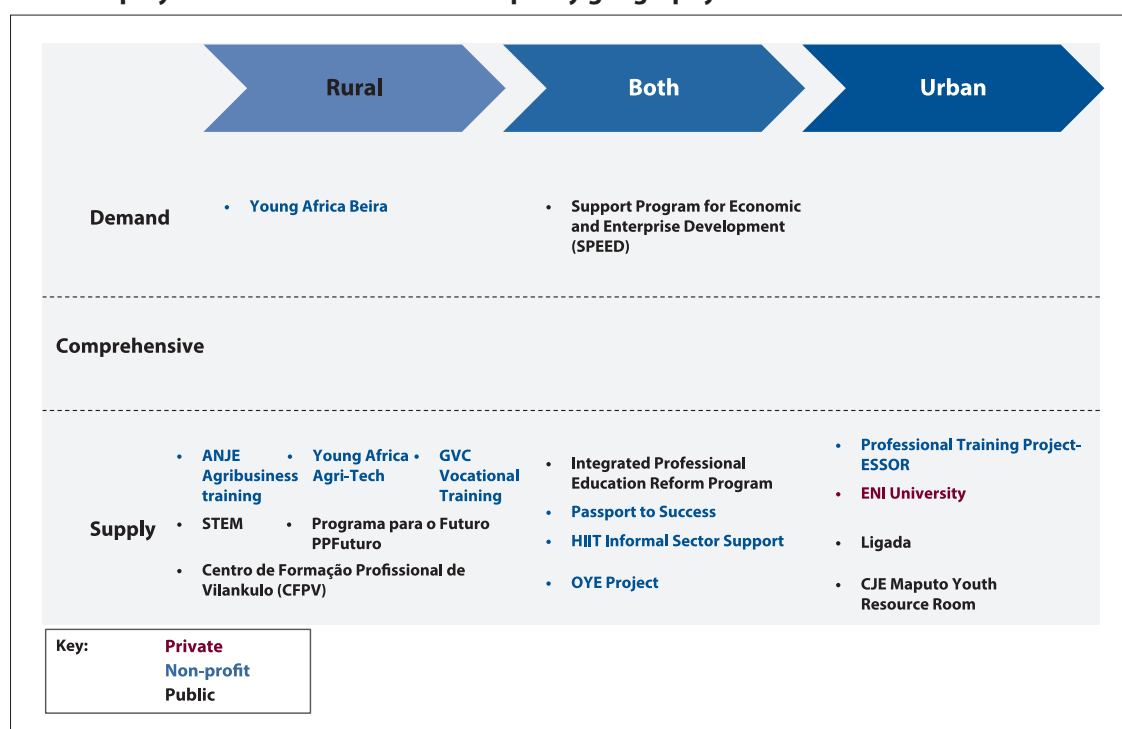 Rural
Both
Urban
Demand
• Young Africa Beira
• Support Program for Economic
and Enterprise Development
(SPEED)
Comprehensive
Supply
• ANJE
Agribusiness
training
• Young Africa
Agri-Tech
• GVC
Vocational
Training
• STEM
• Programa para o Futuro
PPFuturo
• Centro de Formação Profissional de
Vilankulo (CFPV)
• Integrated Professional
Education Reform Program
• Passport to Success
• HIIT Informal Sector Support
• OYE Project
• Professional Training Project-
ESSOR
• ENI University
• Ligada
• CJE Maputo Youth
Resource Room
Key:
Private
Non-profit
Public